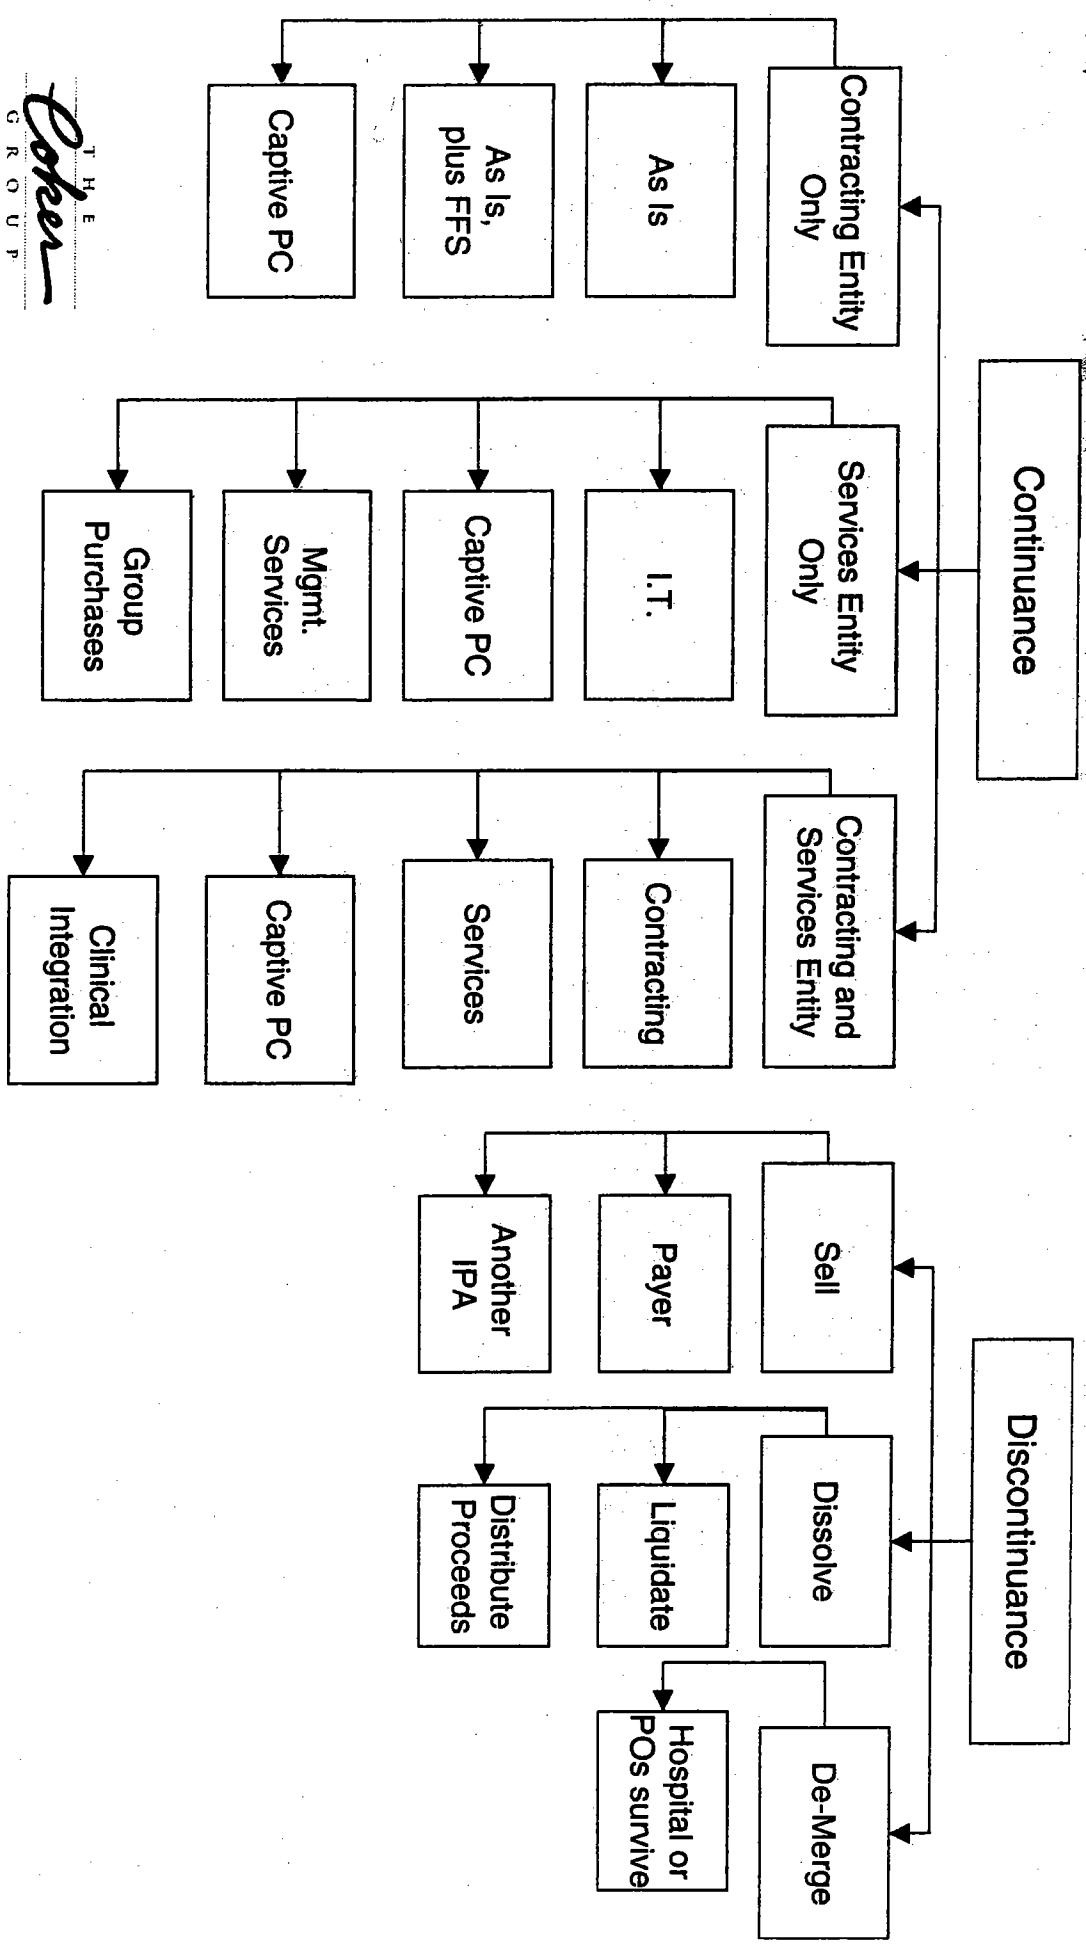 Continuance
Contracting Entity
Only
As Is
As Is,
plus FFS
Captive PC
Services Entity
Only
I.T.
Captive PC
Mgmt.
Services
Group
Purchases
Contracting and
Services Entity
Contracting
Services
Captive PC
Clinical
Integration
Discontinuance
Sell
Payer
Another
IPA
Dissolve
Liquidate
Distribute
Proceeds
De-Merge
Hospital or
POs survive
THE
Coker
GROUP